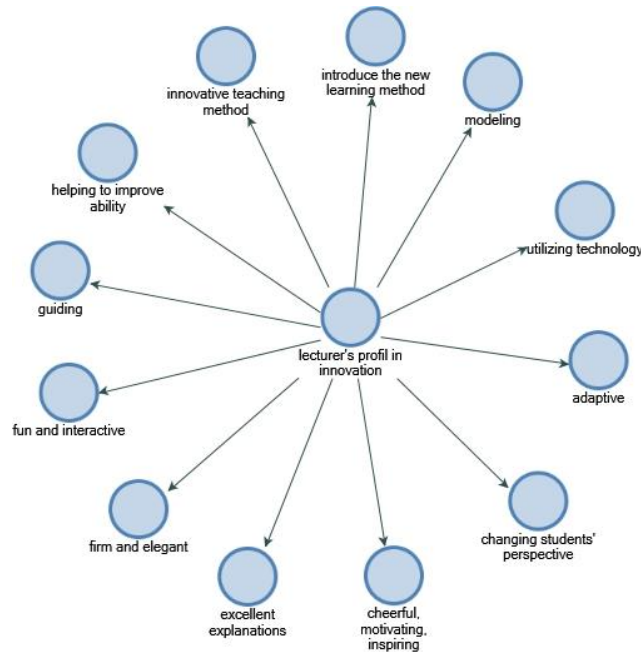 introduce the new
learning method
innovative teaching
method
modeling
helping to improve
ability
utilizing technology
guiding
lecturer's profil in
innovation
adaptive
fun and interactive
firm and elegant
changing students'
perspective
excellent
explanations
cheerful,
motivating,
inspiring